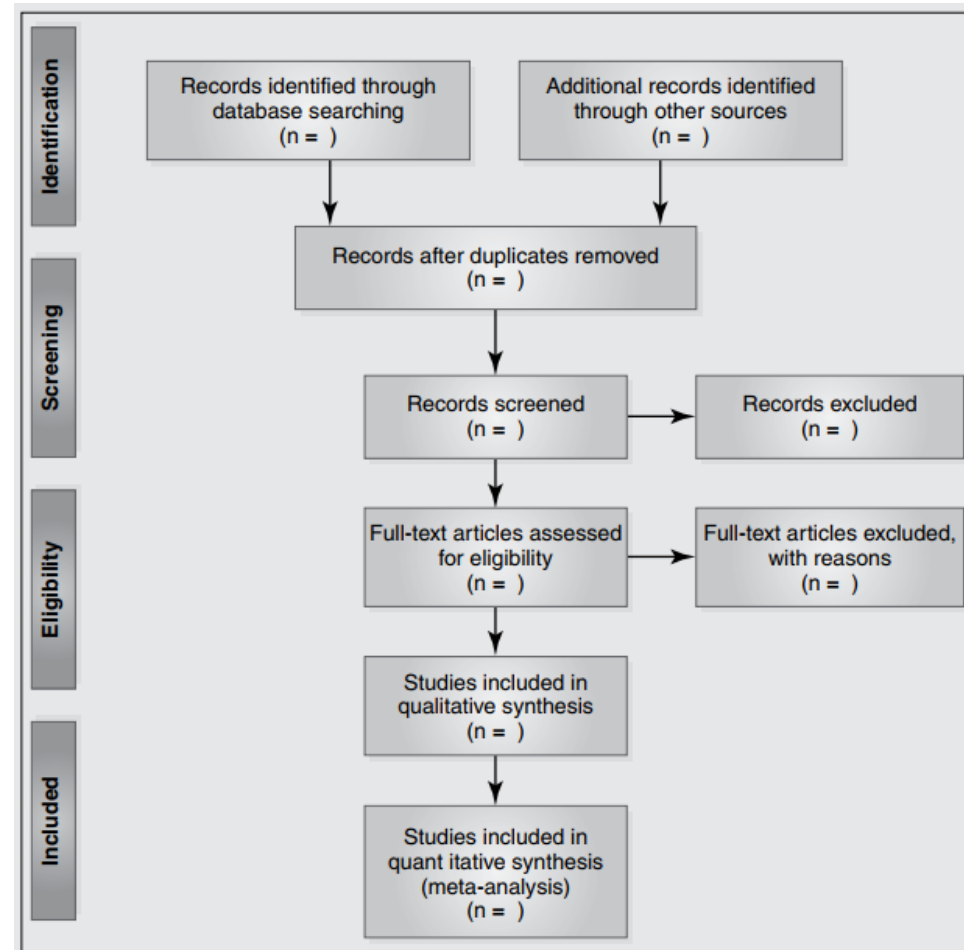 Identification
Records identified through
database searching
(n = )
Additional records identified
through other sources
(n = )
Records after duplicates removed
(n = )
Screening
Records screened
(n = )
Records excluded
(n = )
Eligibility
Full-text articles assessed
for eligibility
(n = )
Full-text articles excluded,
with reasons
(n = )
Studies included in
qualitative synthesis
(n = )
Included
Studies included in
quant itative synthesis
(meta-analysis)
(n = )